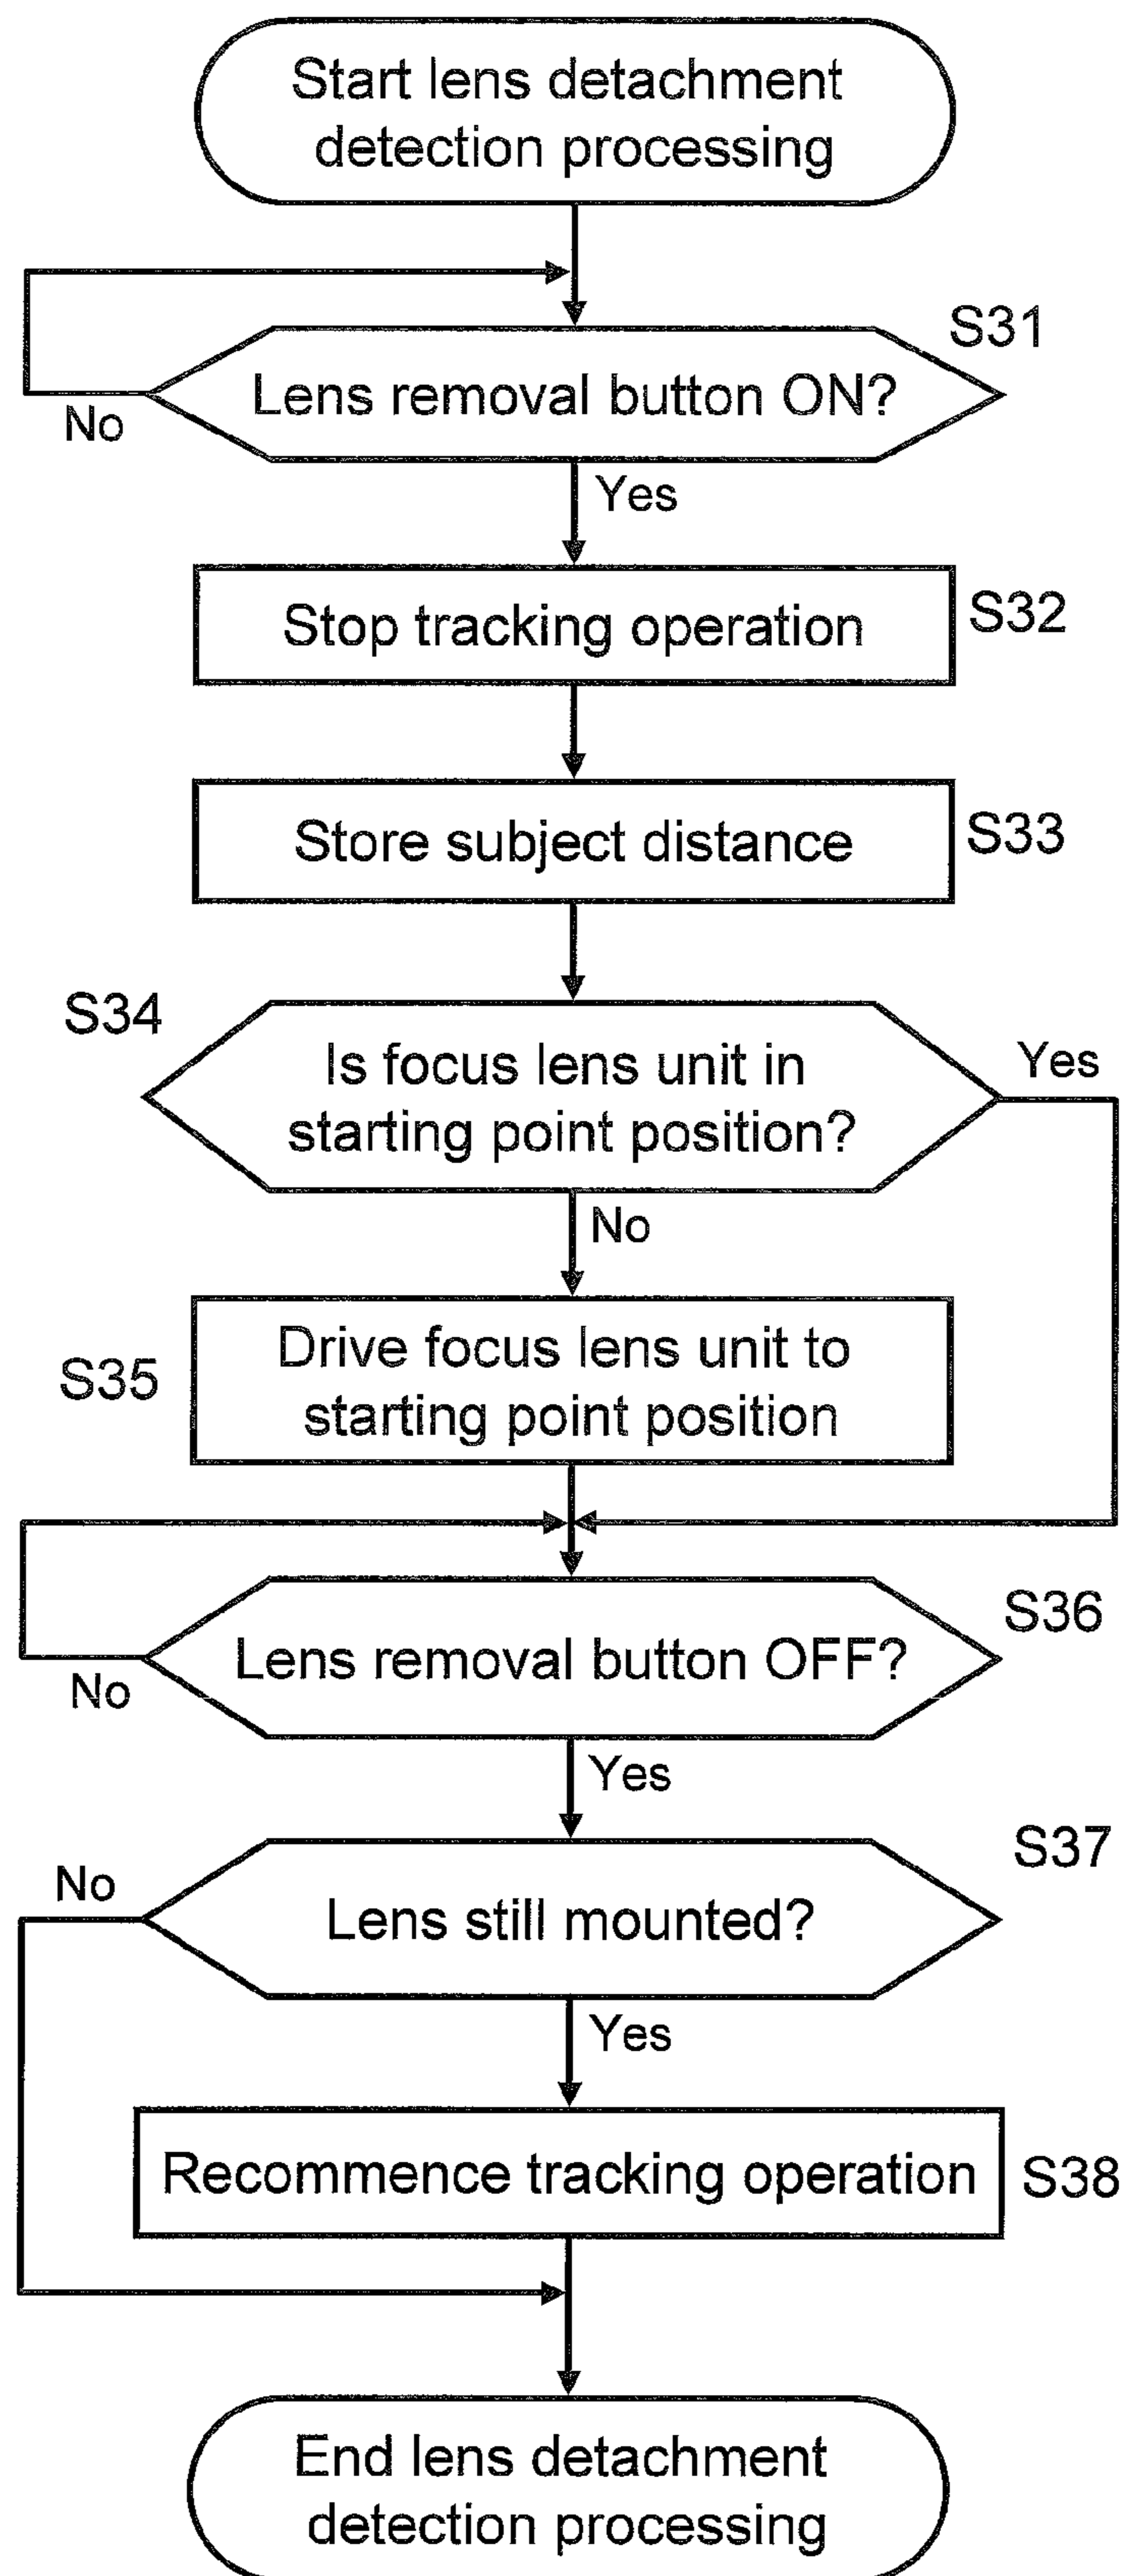 Start lens detachment
detection processing
S31
Lens removal button ON?
No
Yes
Stop tracking operation
S32
Store subject distance
S33
S34
Is focus lens unit in
starting point position?
Yes
No
Drive focus lens unit to
starting point position
S35
S36
Lens removal button OFF?
No
Yes
S37
No
Lens still mounted?
Yes
Recommence tracking operation
S38
End lens detachment
detection processing